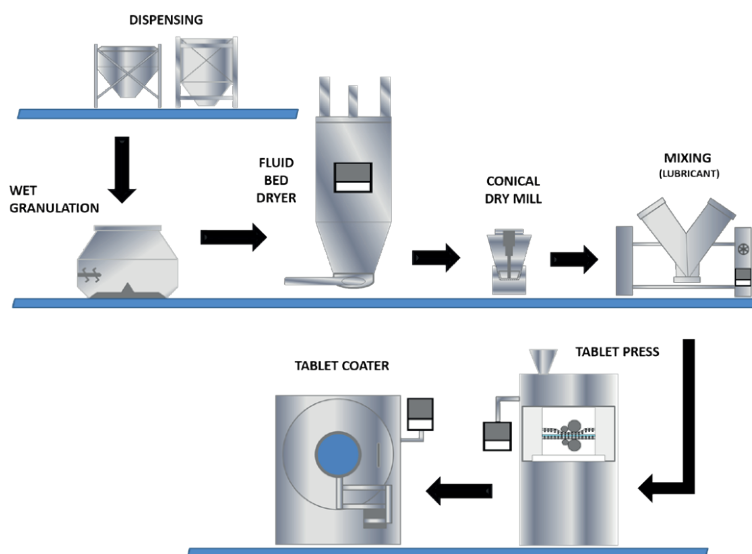 DISPENSING
WET
GRANULATION
FLUID
BED
DRYER
CONICAL
DRY MILL
MIXING
(LUBRICANT)
TABLET COATER
TABLET PRESS